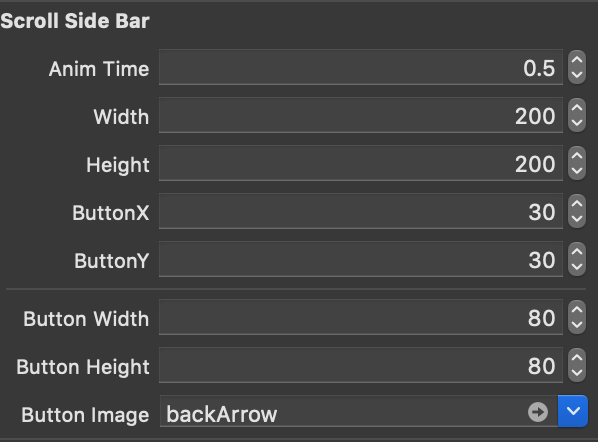 Scroll Side Bar
Anim Time 0.5
Width 200
Height 200
ButtonX 30
ButtonY 30
Button Width 80
Button Height 80
Button Image backArrow